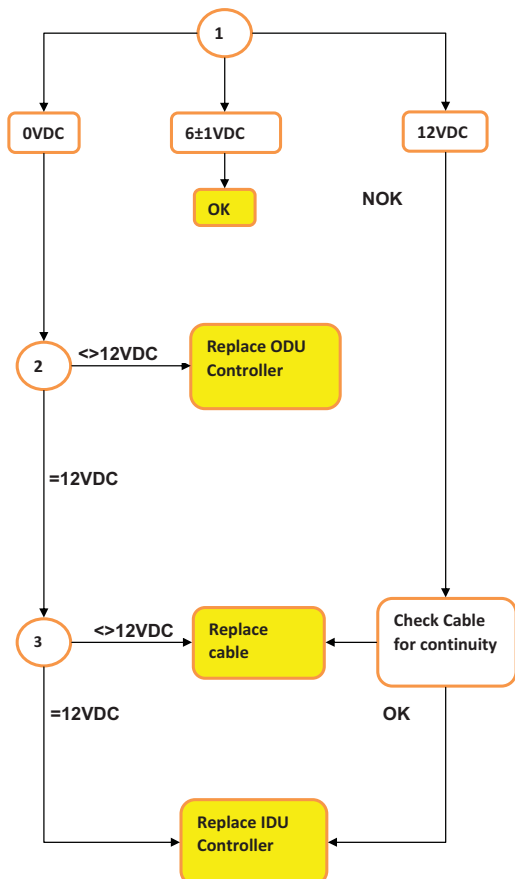 1
0VDC
6±1VDC
12VDC
OK
NOK
2
<>12VDC
Replace ODU
Controller
=12VDC
3
<>12VDC
Replace
cable
Check Cable
for continuity
=12VDC
OK
Replace IDU
Controller